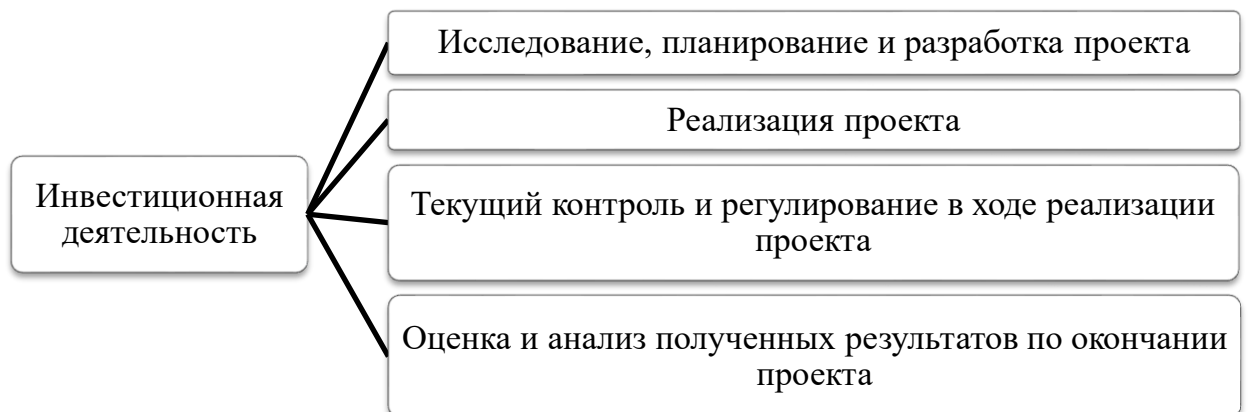 Исследование, планирование и разработка проекта
Реализация проекта
Инвестиционная
деятельность
Текущий контроль и регулирование в ходе реализации
проекта
Оценка и анализ полученных результатов по окончании
проекта